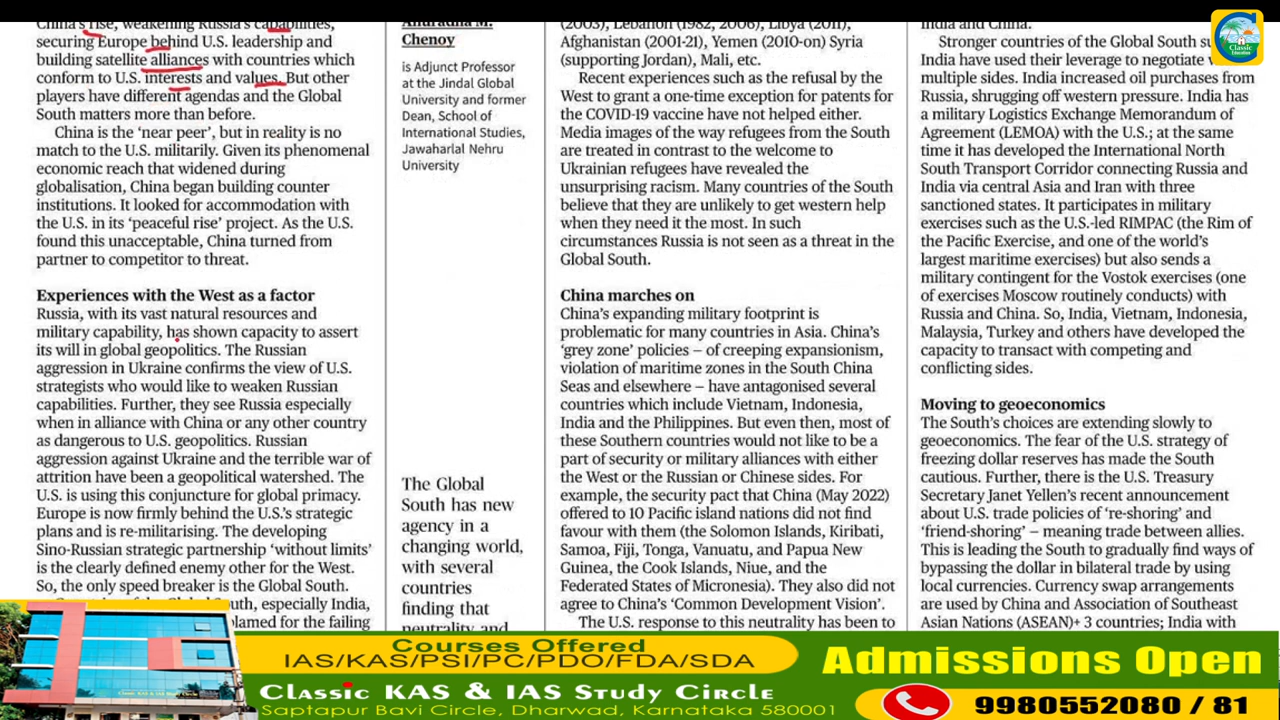 China's rise, weakening Russia's capabilities,
securing Europe behind U.S. leadership and
building satellite alliances with countries which
conform to U.S. interests and values. But other
players have different agendas and the Global
South matters more than before.
China is the 'near peer', but in reality is no
match to the U.S. militarily. Given its phenomenal
economic reach that widened during
globalisation, China began building counter
institutions. It looked for accommodation with
the U.S. in its 'peaceful rise' project. As the U.S.
found this unacceptable, China turned from
partner to competitor to threat.
Experiences with the West as a factor
Russia, with its vast natural resources and
military capability, has shown capacity to assert
its will in global geopolitics. The Russian
aggression in Ukraine confirms the view of U.S.
strategists who would like to weaken Russian
capabilities. Further, they see Russia especially
when in alliance with China or any other country
as dangerous to U.S. geopolitics. Russian
aggression against Ukraine and the terrible war of
attrition have been a geopolitical watershed. The
U.S. is using this conjuncture for global primacy.
Europe is now firmly behind the U.S.'s strategic
plans and is re-militarising. The developing
Sino-Russian strategic partnership 'without limits'
is the clearly defined enemy other for the West.
So, the only speed breaker is the Global South.
South, especially India,
blamed for the failing
Anuradha M.
Chenoy
is Adjunct Professor
at the Jindal Global
University and former
Dean, School of
International Studies,
Jawaharlal Nehru
University
The Global
South has new
agency in a
changing world,
with several
countries
finding that
neutrality and
(2003), Lebanon (1982, 2006), Libya (2011),
Afghanistan (2001-21), Yemen (2010-on) Syria
(supporting Jordan), Mali, etc.
Recent experiences such as the refusal by the
West to grant a one-time exception for patents for
the COVID-19 vaccine have not helped either.
Media images of the way refugees from the South
are treated in contrast to the welcome to
Ukrainian refugees have revealed the
unsurprising racism. Many countries of the South
believe that they are unlikely to get western help
when they need it the most. In such
circumstances Russia is not seen as a threat in the
Global South.
China marches on
China's expanding military footprint is
problematic for many countries in Asia. China's
'grey zone' policies – of creeping expansionism,
violation of maritime zones in the South China
Seas and elsewhere – have antagonised several
countries which include Vietnam, Indonesia,
India and the Philippines. But even then, most of
these Southern countries would not like to be a
part of security or military alliances with either
the West or the Russian or Chinese sides. For
example, the security pact that China (May 2022)
offered to 10 Pacific island nations did not find
favour with them (the Solomon Islands, Kiribati,
Samoa, Fiji, Tonga, Vanuatu, and Papua New
Guinea, the Cook Islands, Niue, and the
Federated States of Micronesia). They also did not
agree to China's 'Common Development Vision'.
The U.S. response to this neutrality has been to
India and China.
Stronger countries of the Global South su
India have used their leverage to negotiate
multiple sides. India increased oil purchases from
Russia, shrugging off western pressure. India has
a military Logistics Exchange Memorandum of
Agreement (LEMOA) with the U.S.; at the same
time it has developed the International North
South Transport Corridor connecting Russia and
India via central Asia and Iran with three
sanctioned states. It participates in military
exercises such as the U.S.-led RIMPAC (the Rim of
the Pacific Exercise, and one of the world's
largest maritime exercises) but also sends a
military contingent for the Vostok exercises (one
of exercises Moscow routinely conducts) with
Russia and China. So, India, Vietnam, Indonesia,
Malaysia, Turkey and others have developed the
capacity to transact with competing and
conflicting sides.
Moving to geoeconomics
The South's choices are extending slowly to
geoeconomics. The fear of the U.S. strategy of
freezing dollar reserves has made the South
cautious. Further, there is the U.S. Treasury
Secretary Janet Yellen's recent announcement
about U.S. trade policies of 're-shoring' and
'friend-shoring' – meaning trade between allies.
This is leading the South to gradually find ways of
bypassing the dollar in bilateral trade by using
local currencies. Currency swap arrangements
are used by China and Association of Southeast
Asian Nations (ASEAN)+ 3 countries; India with
Classic
Education
Courses Offered
IAS/KAS/PSI/PC/PDO/FDA/SDA
Classic KAS & IAS Study Circle
Saptapur Bavi Circle, Dharwad, Karnataka 580001
Admissions Open
9980552080 / 81